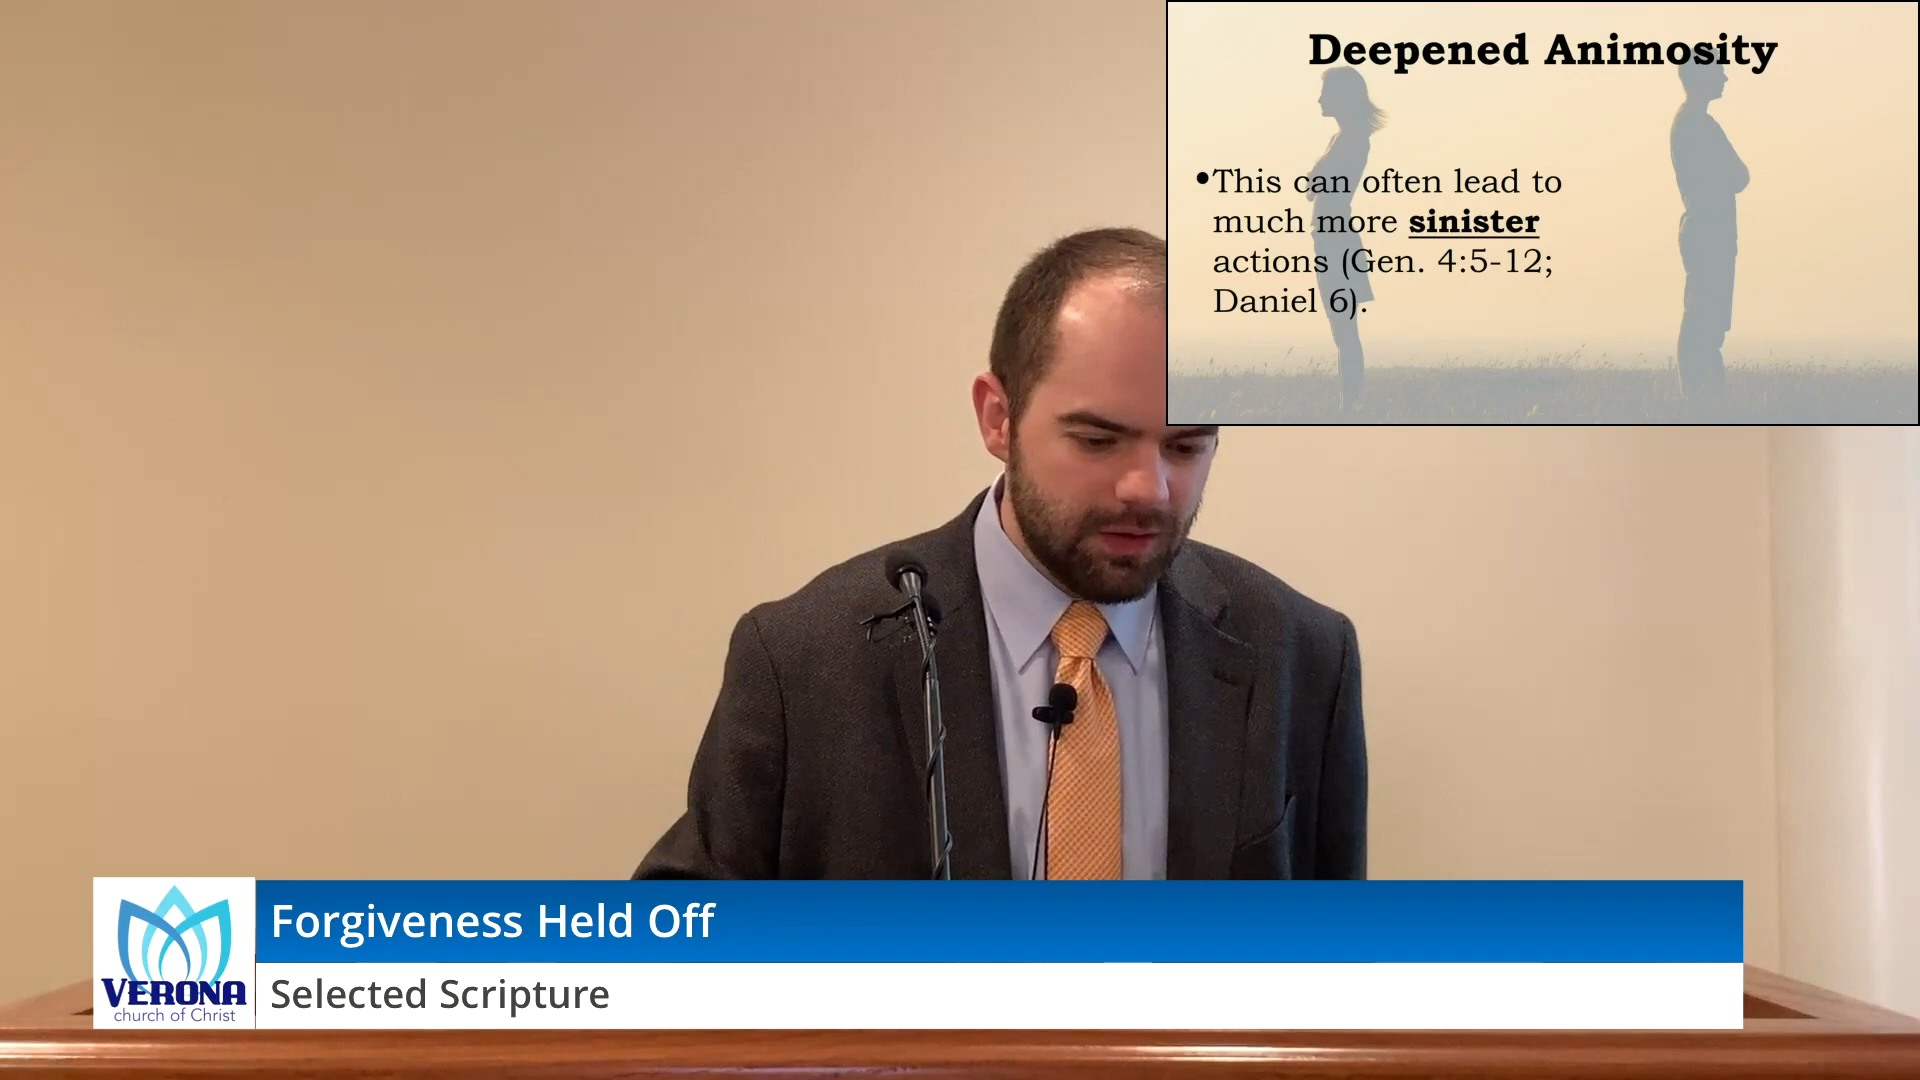 Deepened Animosity
•This can often lead to
much more sinister
actions (Gen. 4:5-12;
Daniel 6).
Forgiveness Held Off
Selected Scripture
VERONA
church of Christ